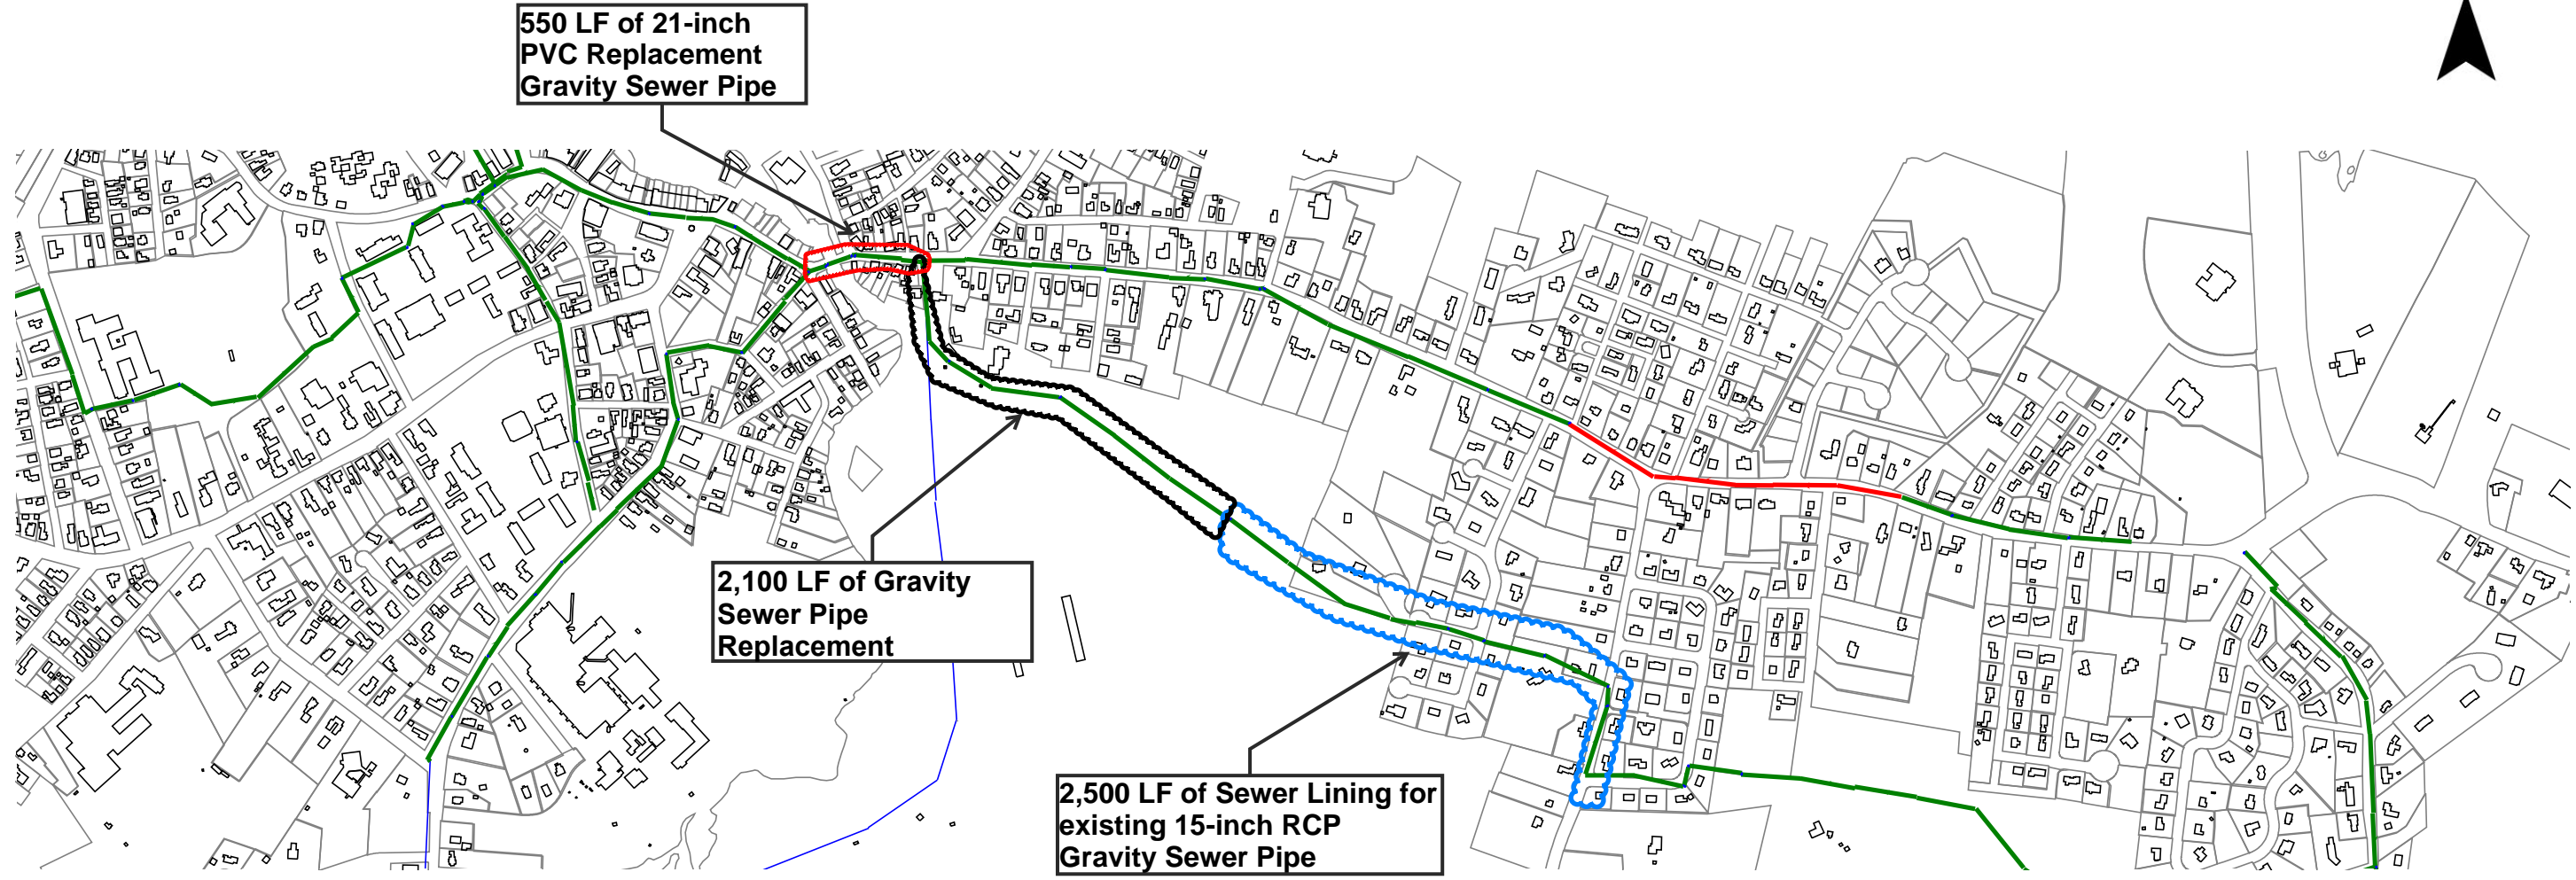 550 LF of 21-inch
PVC Replacement
Gravity Sewer Pipe
2,100 LF of Gravity
Sewer Pipe
Replacement
2,500 LF of Sewer Lining for
existing 15-inch RCP
Gravity Sewer Pipe